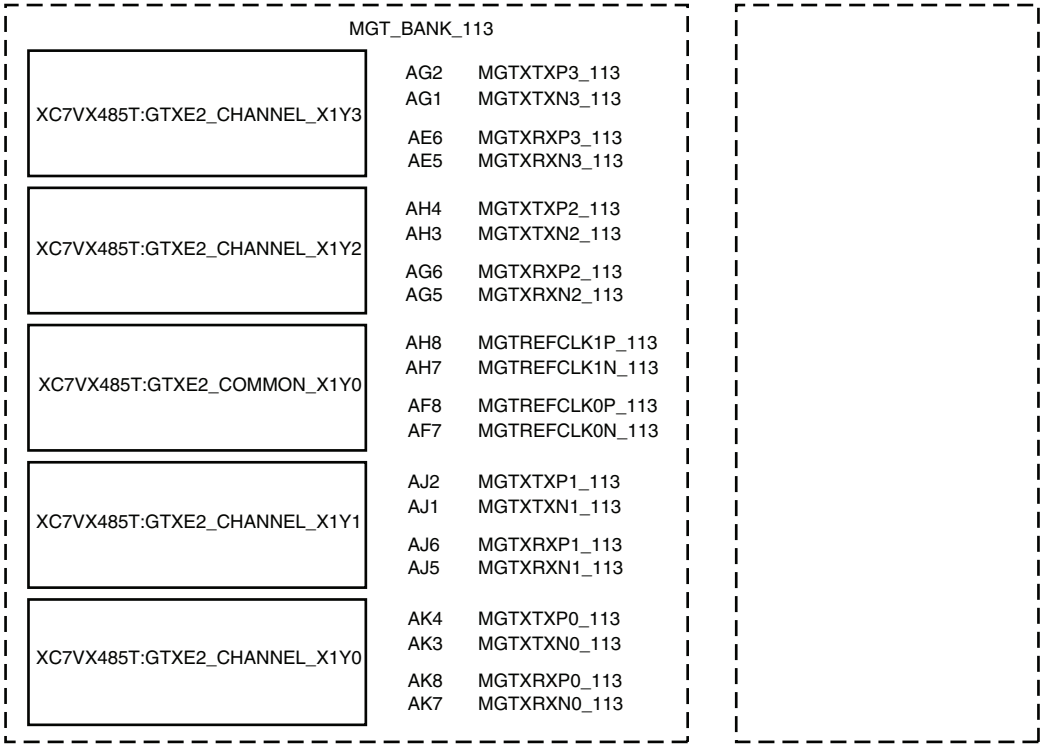 MGT_BANK_113
XC7VX485T:GTXE2_CHANNEL_X1Y3
AG2 MGTXTXP3_113
AG1 MGTXTXN3_113
AE6 MGTXRXP3_113
AE5 MGTXRXN3_113
XC7VX485T:GTXE2_CHANNEL_X1Y2
AH4 MGTXTXP2_113
AH3 MGTXTXN2_113
AG6 MGTXRXP2_113
AG5 MGTXRXN2_113
XC7VX485T:GTXE2_COMMON_X1Y0
AH8 MGTREFCLK1P_113
AH7 MGTREFCLK1N_113
AF8 MGTREFCLK0P_113
AF7 MGTREFCLK0N_113
XC7VX485T:GTXE2_CHANNEL_X1Y1
AJ2 MGTXTXP1_113
AJ1 MGTXTXN1_113
AJ6 MGTXRXP1_113
AJ5 MGTXRXN1_113
XC7VX485T:GTXE2_CHANNEL_X1Y0
AK4 MGTXTXP0_113
AK3 MGTXTXN0_113
AK8 MGTXRXP0_113
AK7 MGTXRXN0_113